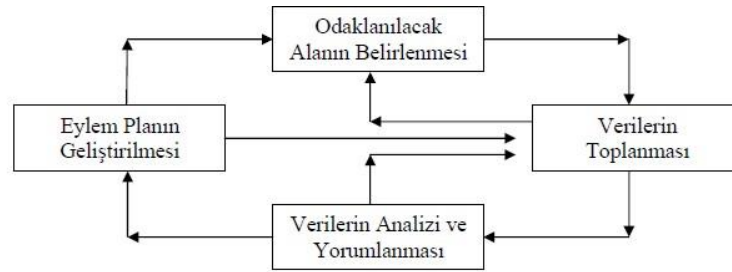 Odaklanılacak
Alanın Belirlenmesi
Eylem Planın
Geliştirilmesi
Verilerin
Toplanması
Verilerin Analizi ve
Yorumlanması